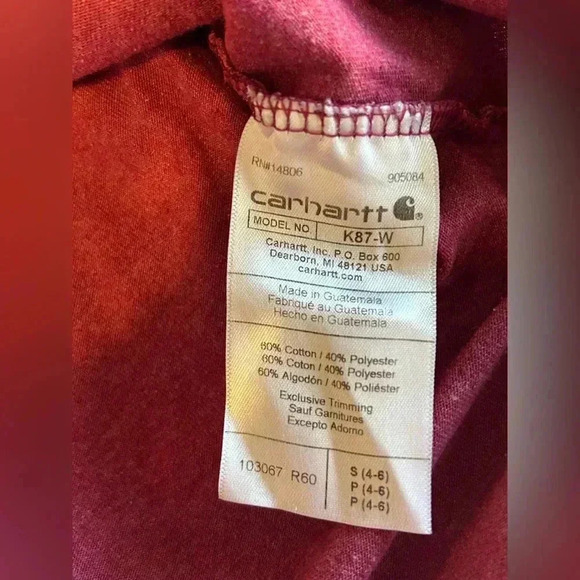 RN#14806 905084
carhartt
MODEL NO. K87-W
Carhartt, Inc. P.O. Box 600
Dearborn, MI 48121 USA
carhartt.com
Made in Guatemala
Fabriqué au Guatemala
Hecho en Guatemala
60% Cotton / 40% Polyester
60% Coton / 40% Polyester
60% Algodón / 40% Poliéster
Exclusive Trimming
Sauf Garnitures
Excepto Adorno
103067 R60
S (4-6)
P (4-6)
P (4-6)